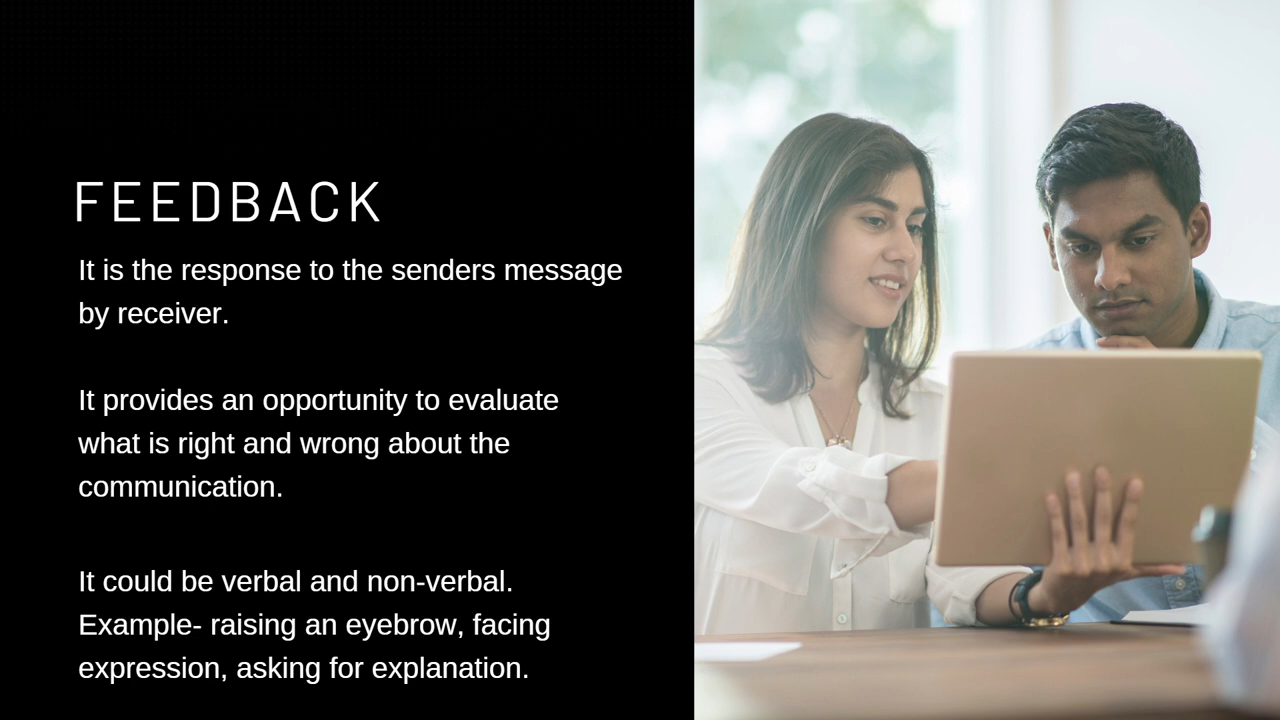 FEEDBACK
It is the response to the senders message
by receiver.
It provides an opportunity to evaluate
what is right and wrong about the
communication.
It could be verbal and non-verbal.
Example- raising an eyebrow, facing
expression, asking for explanation.